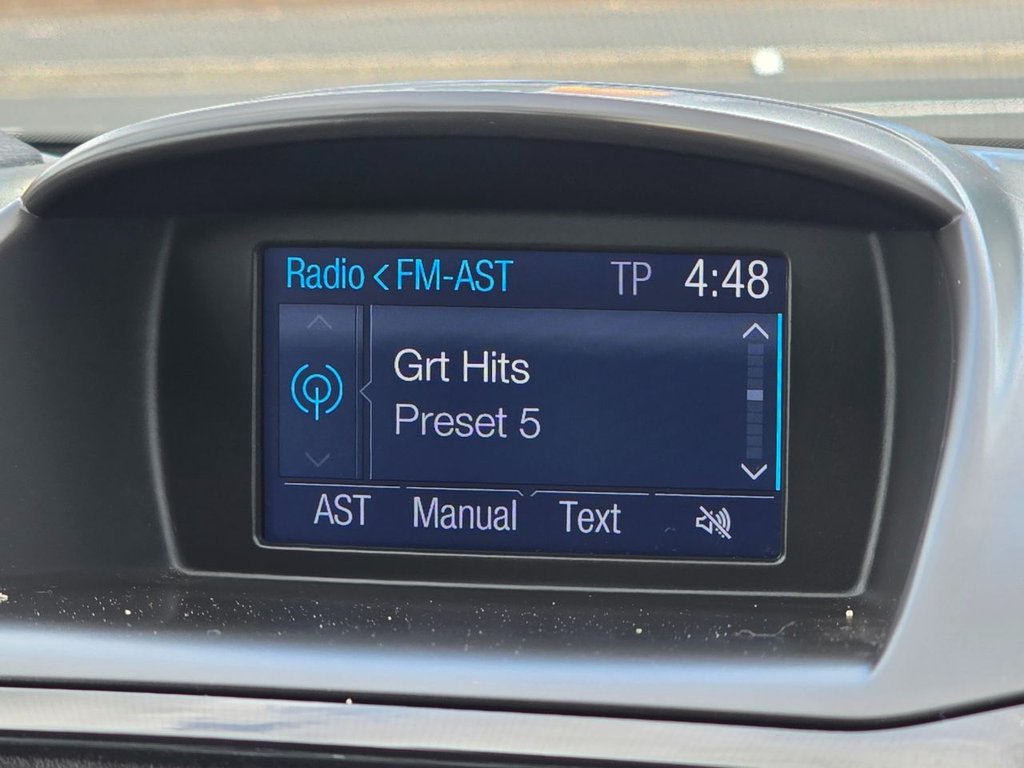 Radio < FM-AST TP 4:48
Grt Hits
Preset 5
AST Manual Text